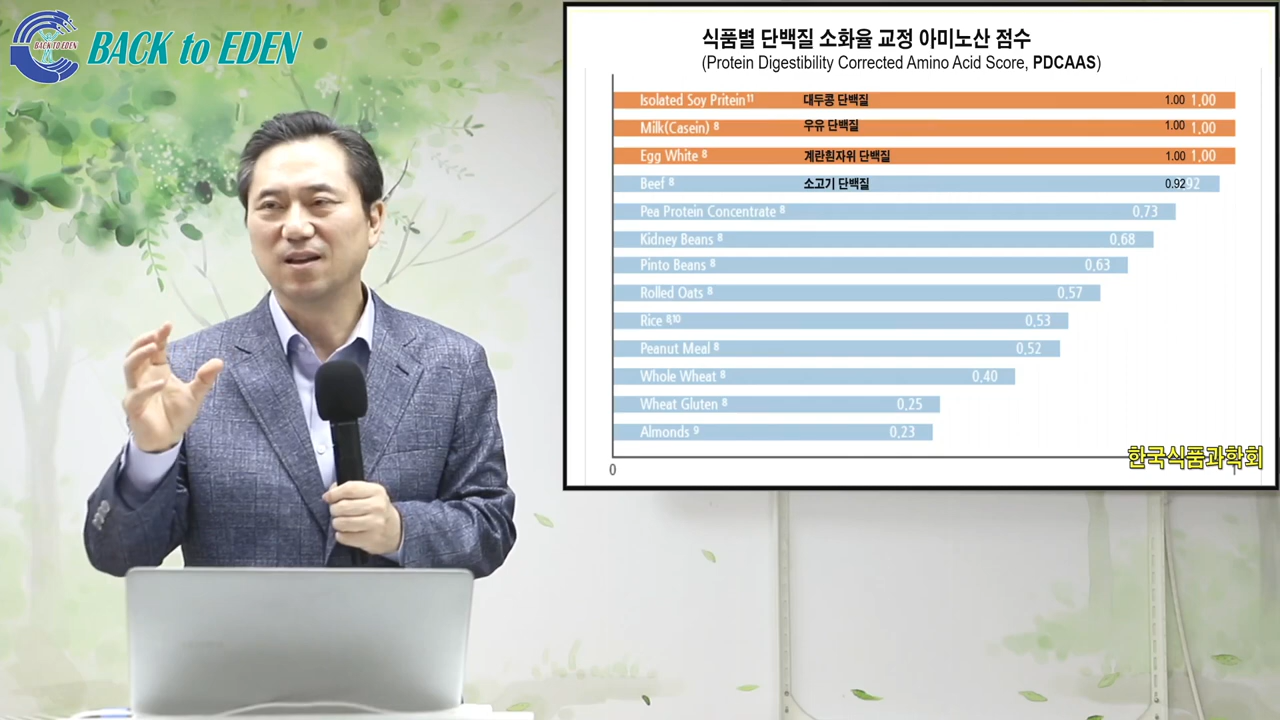 BACK TO EDEN
BACK to EDEN
식품별 단백질 소화율 교정 아미노산 점수
(Protein Digestibility Corrected Amino Acid Score, PDCAAS)
Isolated Soy Pritein¹¹ 대두콩 단백질 1.00 1.00
Milk(Casein) ⁸ 우유 단백질 1.00 1.00
Egg White ⁸ 계란흰자위 단백질 1.00 1.00
Beef ⁸ 소고기 단백질 0.92 92
Pea Protein Concentrate ⁸ 0.73
Kidney Beans ⁸ 0.68
Pinto Beans ⁸ 0.63
Rolled Oats ⁸ 0.57
Rice ⁸,¹⁰ 0.53
Peanut Meal ⁸ 0.52
Whole Wheat ⁸ 0.40
Wheat Gluten ⁸ 0.25
Almonds ⁹ 0.23
한국식품과학회
0